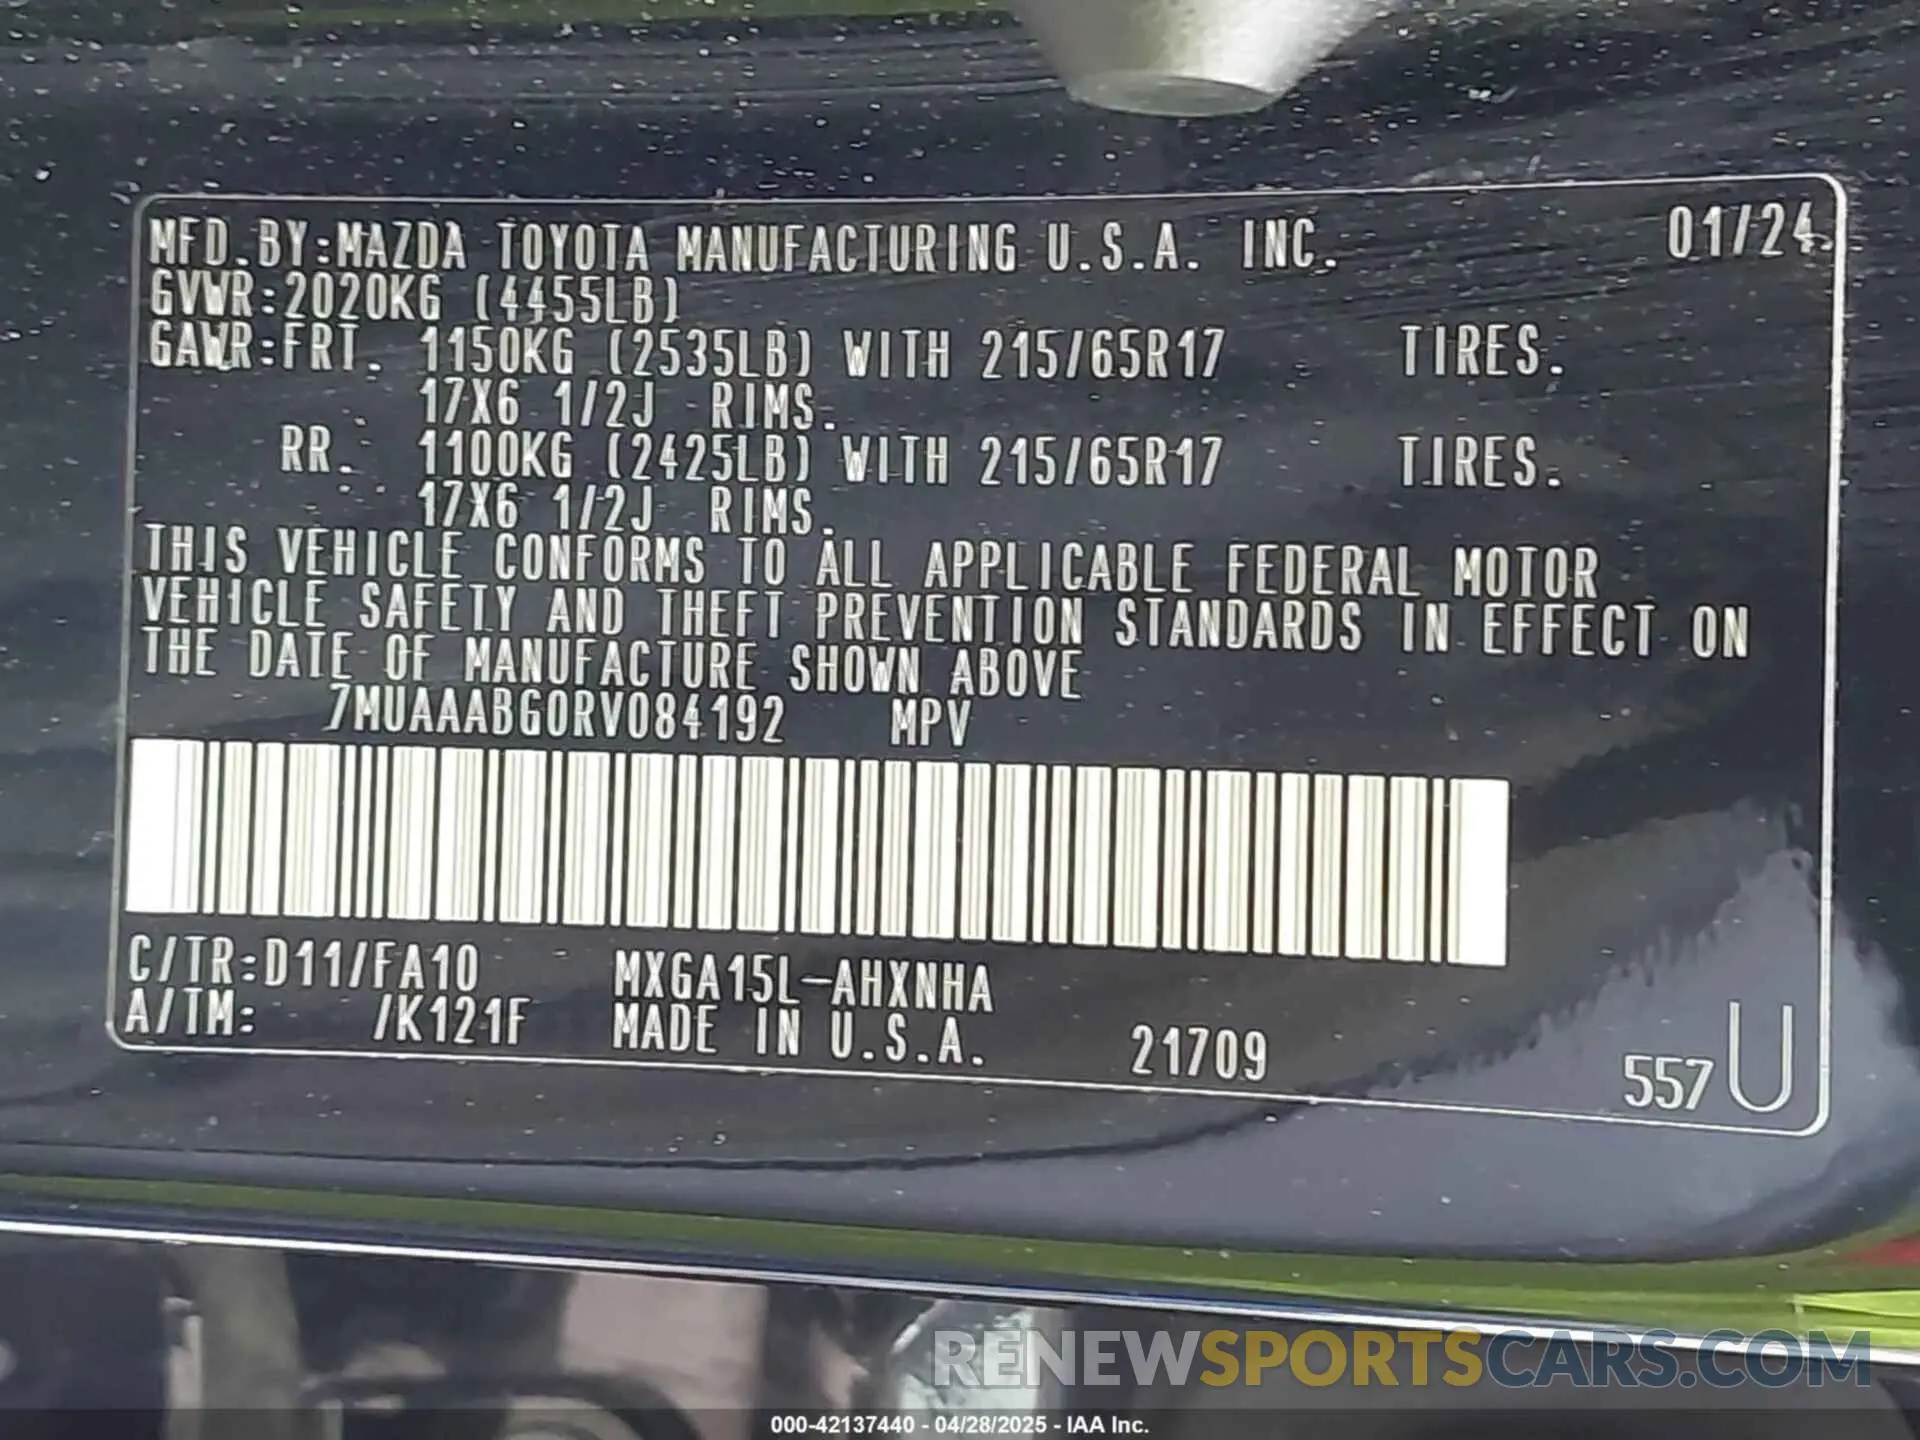 MFD.BY:MAZDA TOYOTA MANUFACTURING U.S.A. INC. 01/24
GVWR:2020KG (4455LB)
GAWR:FRT. 1150KG (2535LB) WITH 215/65R17 TIRES.
17X6 1/2J RIMS.
RR. 1100KG (2425LB) WITH 215/65R17 TIRES.
17X6 1/2J RIMS.
THIS VEHICLE CONFORMS TO ALL APPLICABLE FEDERAL MOTOR
VEHICLE SAFETY AND THEFT PREVENTION STANDARDS IN EFFECT ON
THE DATE OF MANUFACTURE SHOWN ABOVE
7MUAAABG0RV084192 MPV
C/TR:D11/FA10 MXGA15L-AHXNHA
A/TM: /K121F MADE IN U.S.A. 21709
557 U
RENEWSPORTSCARS.COM
000-42137440 - 04/28/2025 - IAA Inc.